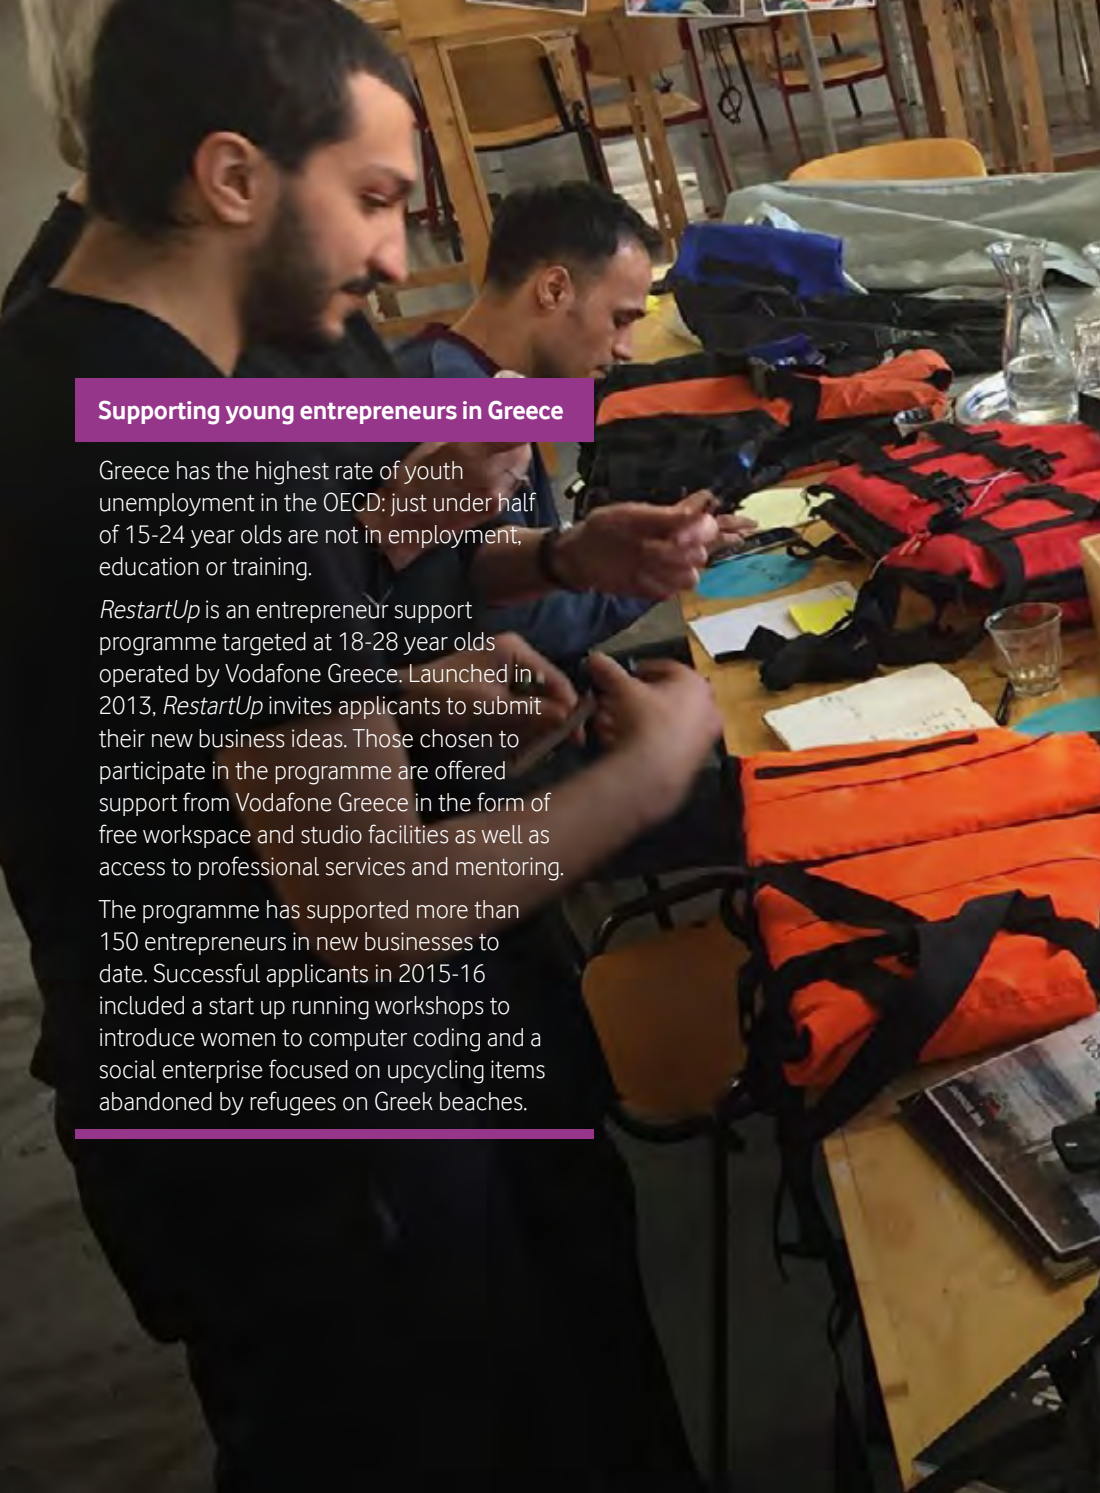 Supporting young entrepreneurs in Greece
Greece has the highest rate of youth
unemployment in the OECD: just under half
of 15-24 year olds are not in employment,
education or training.
RestartUp is an entrepreneur support
programme targeted at 18-28 year olds
operated by Vodafone Greece. Launched in
2013, RestartUp invites applicants to submit
their new business ideas. Those chosen to
participate in the programme are offered
support from Vodafone Greece in the form of
free workspace and studio facilities as well as
access to professional services and mentoring.
The programme has supported more than
150 entrepreneurs in new businesses to
date. Successful applicants in 2015-16
included a start up running workshops to
introduce women to computer coding and a
social enterprise focused on upcycling items
abandoned by refugees on Greek beaches.